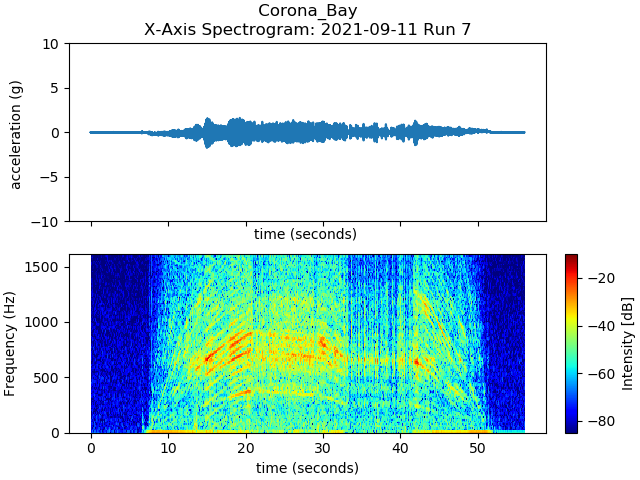 Corona_Bay
X-Axis Spectrogram: 2021-09-11 Run 7
10
5
0
−5
−10
acceleration (g)
time (seconds)
1500
1000
500
0
Frequency (Hz)
0 10 20 30 40 50
time (seconds)
−20
−40
−60
−80
Intensity [dB]